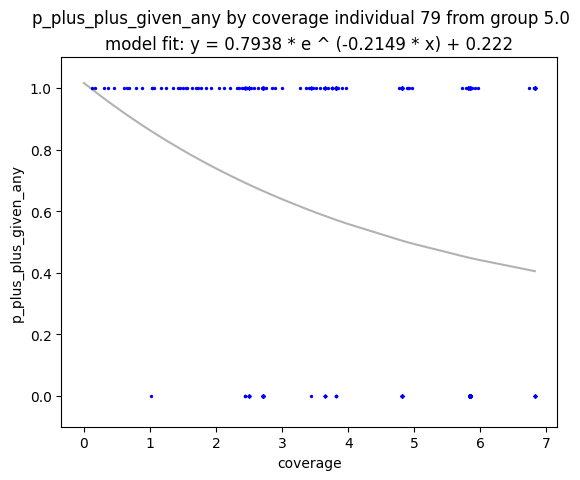 p_plus_plus_given_any by coverage individual 79 from group 5.0
model fit: y = 0.7938 * e ^ (-0.2149 * x) + 0.222
1.0
0.8
0.6
0.4
0.2
0.0
p_plus_plus_given_any
0 1 2 3 4 5 6 7
coverage